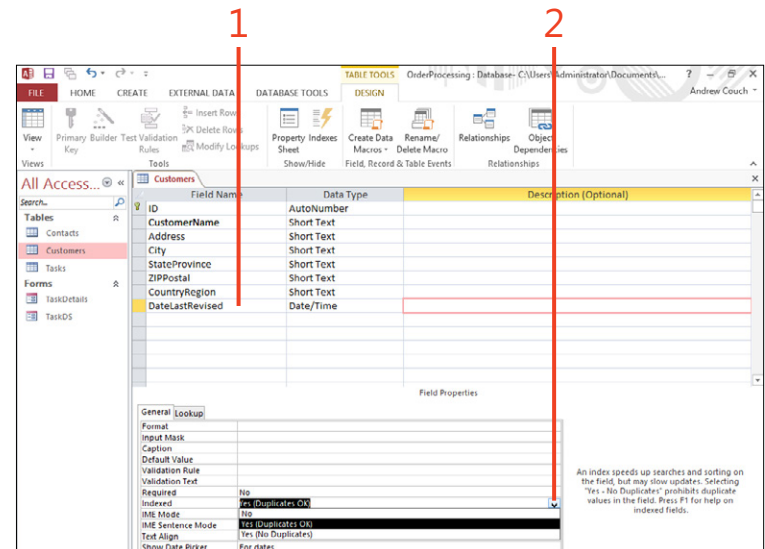 1 2
TABLE TOOLS OrderProcessing : Database- C:\Users\Administrator\Documents\... ?
FILE HOME CREATE EXTERNAL DATA DATABASE TOOLS DESIGN Andrew Couch
View Primary Key Builder Test Validation Rules Insert Rows Delete Rows Modify Lookups Property Sheet Indexes Create Data Macros Rename/ Delete Macro Relationships Object Dependencies
Views Tools Show/Hide Field, Record & Table Events Relationships
All Access... «
Customers
Search...
Field Name Data Type Description (Optional)
Tables
Contacts
Customers
Tasks
Forms
TaskDetails
TaskDS
ID AutoNumber
CustomerName Short Text
Address Short Text
City Short Text
StateProvince Short Text
ZIPPostal Short Text
CountryRegion Short Text
DateLastRevised Date/Time
Field Properties
General Lookup
Format
Input Mask
Caption
Default Value
Validation Rule
Validation Text
Required No
Indexed Yes (Duplicates OK)
IME Mode No
IME Sentence Mode Yes (Duplicates OK)
Text Align Yes (No Duplicates)
Show Date Picker For dates
An index speeds up searches and sorting on
the field, but may slow updates. Selecting
"Yes - No Duplicates" prohibits duplicate
values in the field. Press F1 for help on
indexed fields.